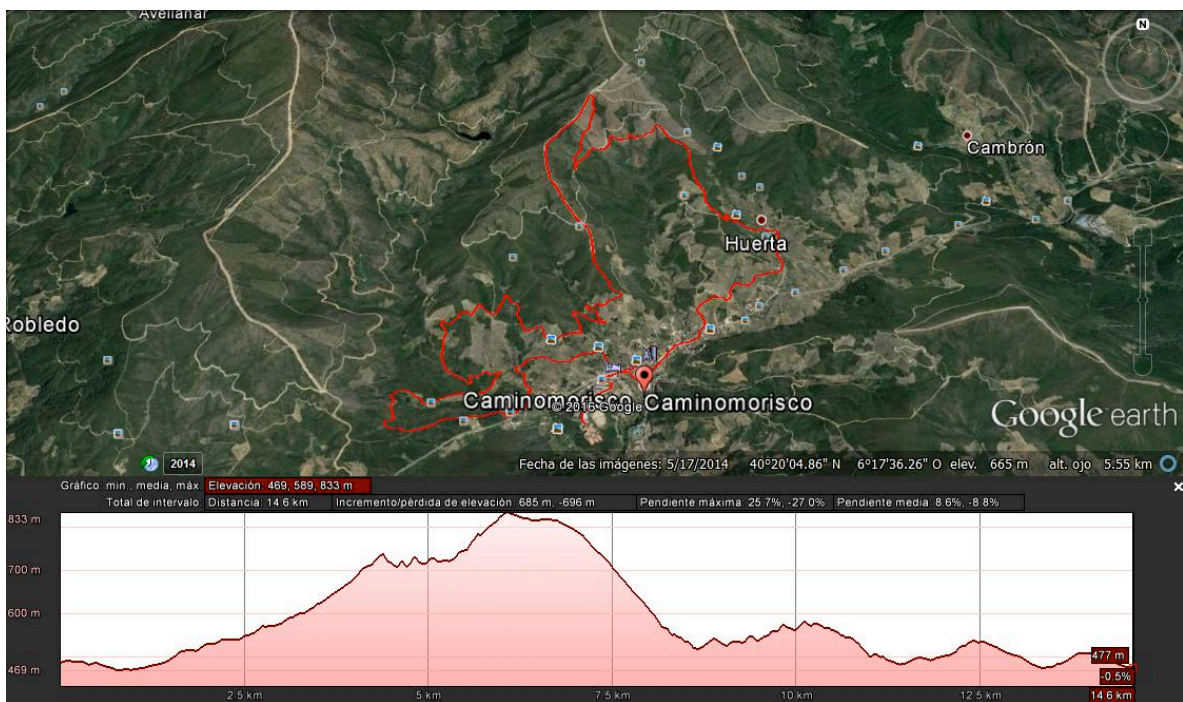 Avellanar
N
Cambrón
Huerta
Robledo
Caminomorisco
Caminomorisco
© 2016 Google
Google earth
2014
Fecha de las imágenes: 5/17/2014 40º20'04.86" N 6º17'36.26" O elev. 665 m alt. ojo 5.55 km
Gráfico: min., media, máx Elevación: 469, 589, 833 m
Total de intervalo: Distancia: 14.6 km Incremento/pérdida de elevación: 685 m, -696 m Pendiente máxima: 25.7%, -27.0% Pendiente media: 8.6%, -8.8%
833 m
700 m
600 m
469 m
477 m
-0.5%
2.5 km 5 km 7.5 km 10 km 12.5 km 14.6 km